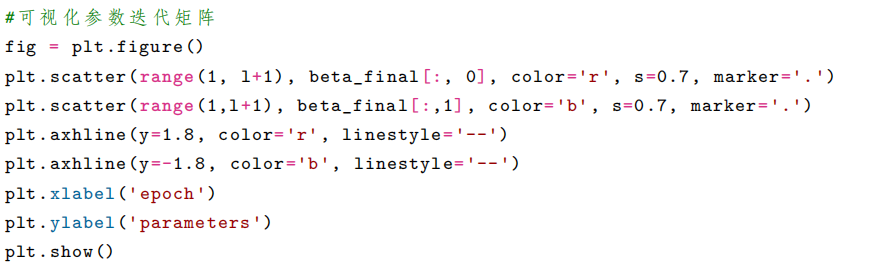 #可视化参数迭代矩阵
fig = plt.figure()
plt.scatter(range(1, l+1), beta_final[:, 0], color='r', s=0.7, marker='.')
plt.scatter(range(1,l+1), beta_final[:,1], color='b', s=0.7, marker='.')
plt.axhline(y=1.8, color='r', linestyle='--')
plt.axhline(y=-1.8, color='b', linestyle='--')
plt.xlabel('epoch')
plt.ylabel('parameters')
plt.show()